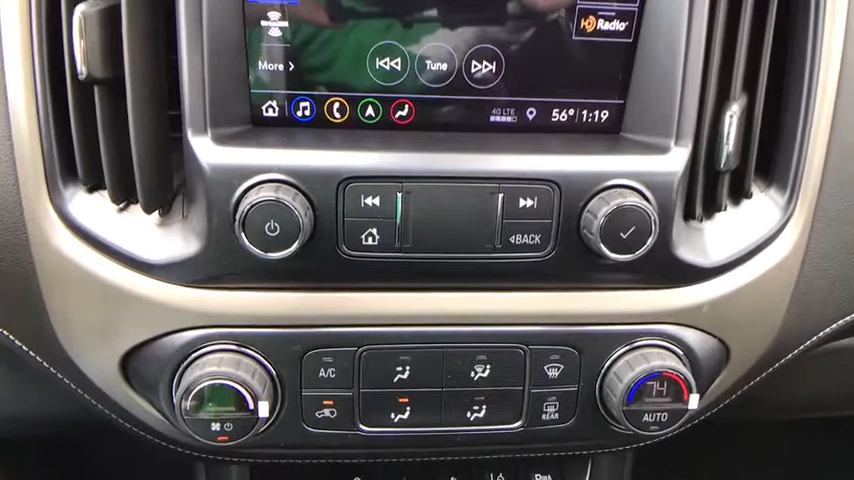 HD Radio
More >
Tune
4G LTE
56° 1:19
BACK
A/C
REAR
74
AUTO